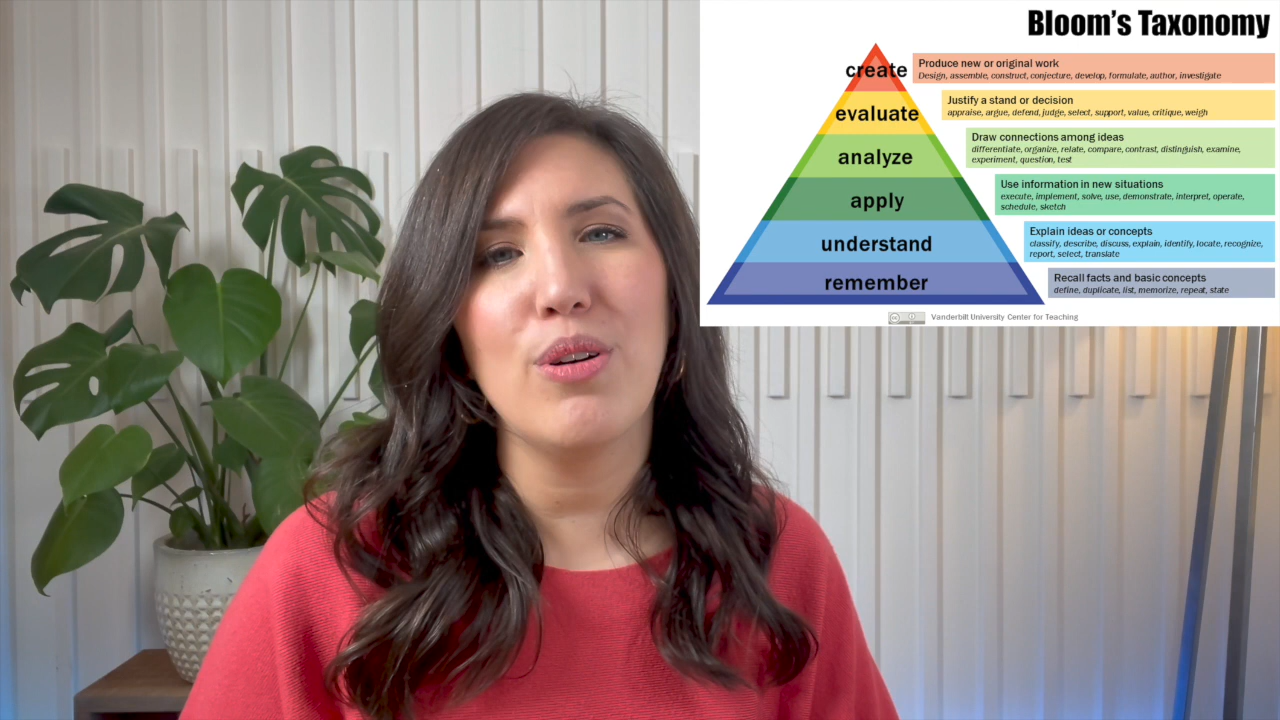 Bloom's Taxonomy
create
Produce new or original work
Design, assemble, construct, conjecture, develop, formulate, author, investigate
evaluate
Justify a stand or decision
appraise, argue, defend, judge, select, support, value, critique, weigh
analyze
Draw connections among ideas
differentiate, organize, relate, compare, contrast, distinguish, examine,
experiment, question, test
apply
Use information in new situations
execute, implement, solve, use, demonstrate, interpret, operate,
schedule, sketch
understand
Explain ideas or concepts
classify, describe, discuss, explain, identify, locate, recognize,
report, select, translate
remember
Recall facts and basic concepts
define, duplicate, list, memorize, repeat, state
Vanderbilt University Center for Teaching